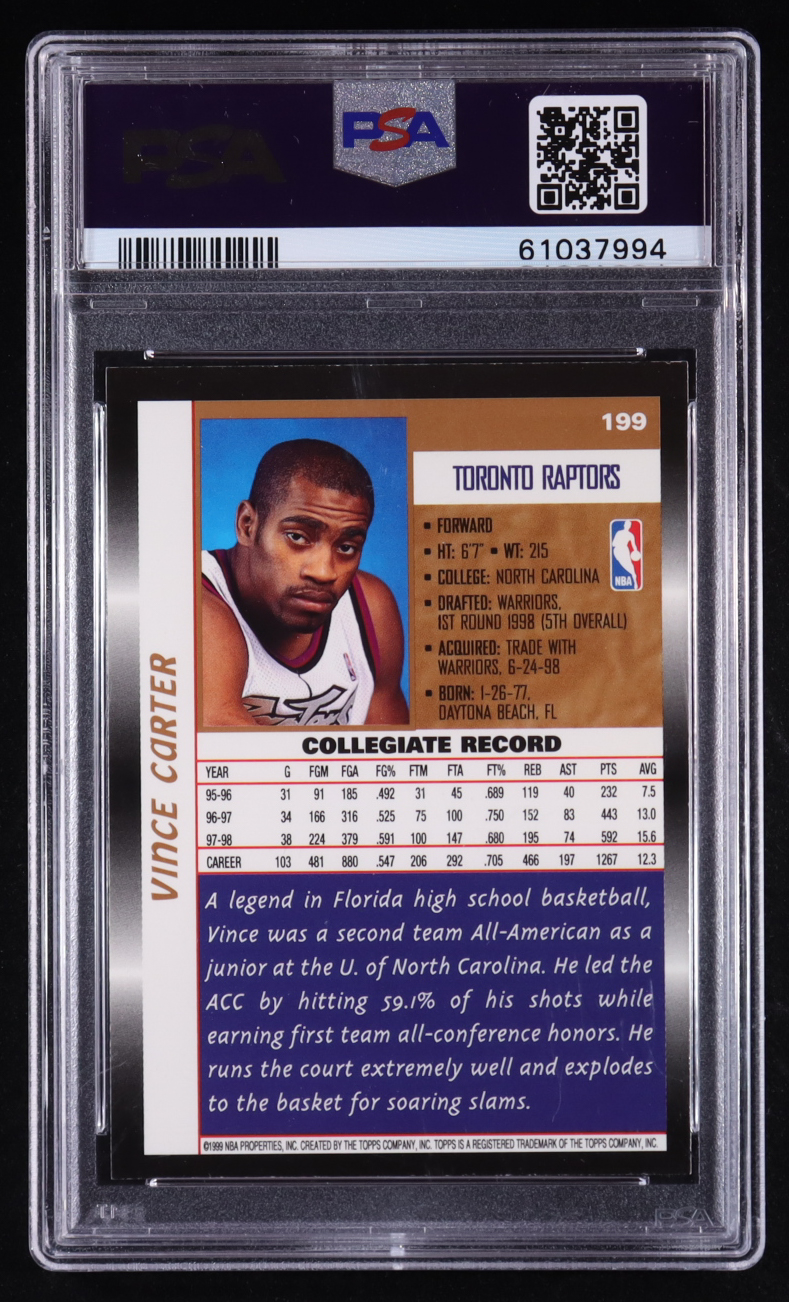 PSA
PSA
61037994
199
TORONTO RAPTORS
▪ FORWARD
▪ HT: 6'7" ▪ WT: 215
▪ COLLEGE: NORTH CAROLINA
NBA
▪ DRAFTED: WARRIORS,
1ST ROUND 1998 (5TH OVERALL)
▪ ACQUIRED: TRADE WITH
WARRIORS, 6-24-98
▪ BORN: 1-26-77,
DAYTONA BEACH, FL
VINCE CARTER
COLLEGIATE RECORD
YEAR G FGM FGA FG% FTM FTA FT% REB AST PTS AVG
95-96 31 91 185 .492 31 45 .689 119 40 232 7.5
96-97 34 166 316 .525 75 100 .750 152 83 443 13.0
97-98 38 224 379 .591 100 147 .680 195 74 592 15.6
CAREER 103 481 880 .547 206 292 .705 466 197 1267 12.3
A legend in Florida high school basketball,
Vince was a second team All-American as a
junior at the U. of North Carolina. He led the
ACC by hitting 59.1% of his shots while
earning first team all-conference honors. He
runs the court extremely well and explodes
to the basket for soaring slams.
©1999 NBA PROPERTIES, INC. CREATED BY THE TOPPS COMPANY, INC. TOPPS IS A REGISTERED TRADEMARK OF THE TOPPS COMPANY, INC.
PSA